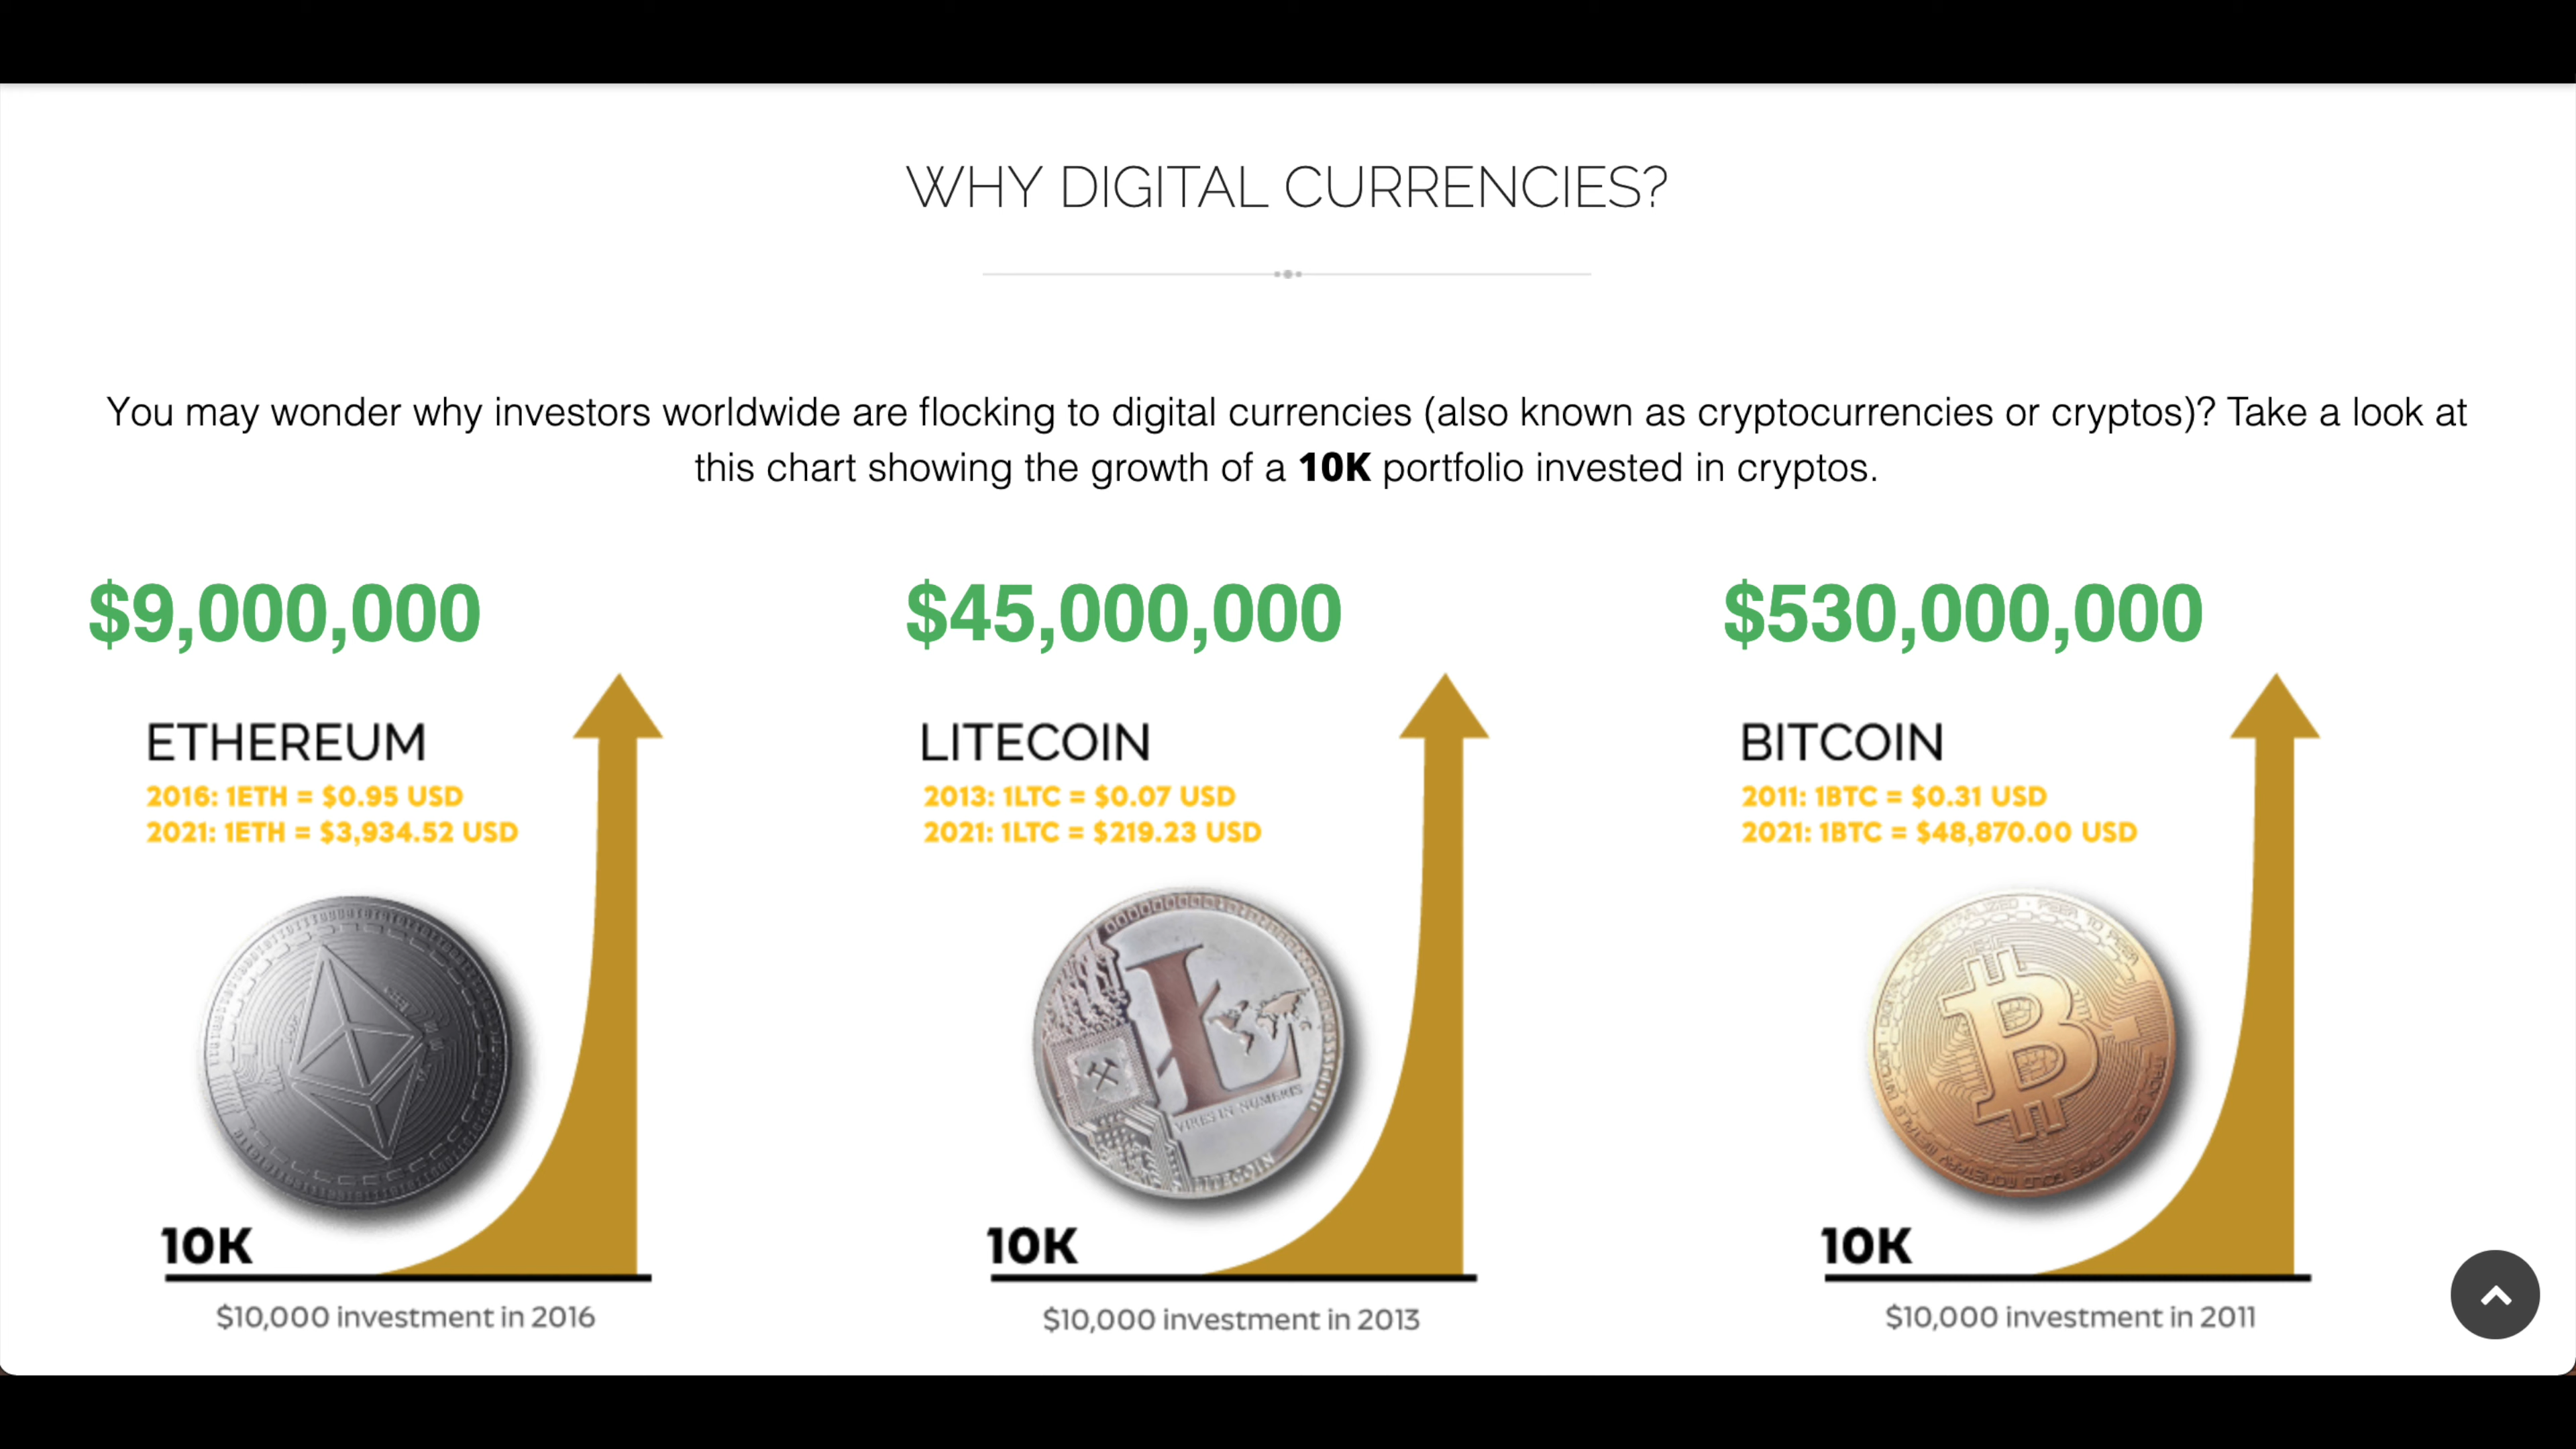 WHY DIGITAL CURRENCIES?
You may wonder why investors worldwide are flocking to digital currencies (also known as cryptocurrencies or cryptos)? Take a look at
this chart showing the growth of a 10K portfolio invested in cryptos.
$9,000,000
ETHEREUM
2016: 1ETH = $0.95 USD
2021: 1ETH = $3,934.52 USD
10K
$10,000 investment in 2016
$45,000,000
LITECOIN
2013: 1LTC = $0.07 USD
2021: 1LTC = $219.23 USD
VIRES IN NUMERIS
LITECOIN
10K
$10,000 investment in 2013
$530,000,000
BITCOIN
2011: 1BTC = $0.31 USD
2021: 1BTC = $48,870.00 USD
10K
$10,000 investment in 2011